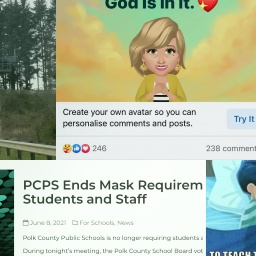 God is in it.
Create your own avatar so you can
personalise comments and posts.
Try It
246
238 comment
PCPS Ends Mask Requirem
Students and Staff
June 8, 2021 For Schools, News
Polk County Public Schools is no longer requiring students a
During tonight's meeting, the Polk County School Board vot
TO TEACH T